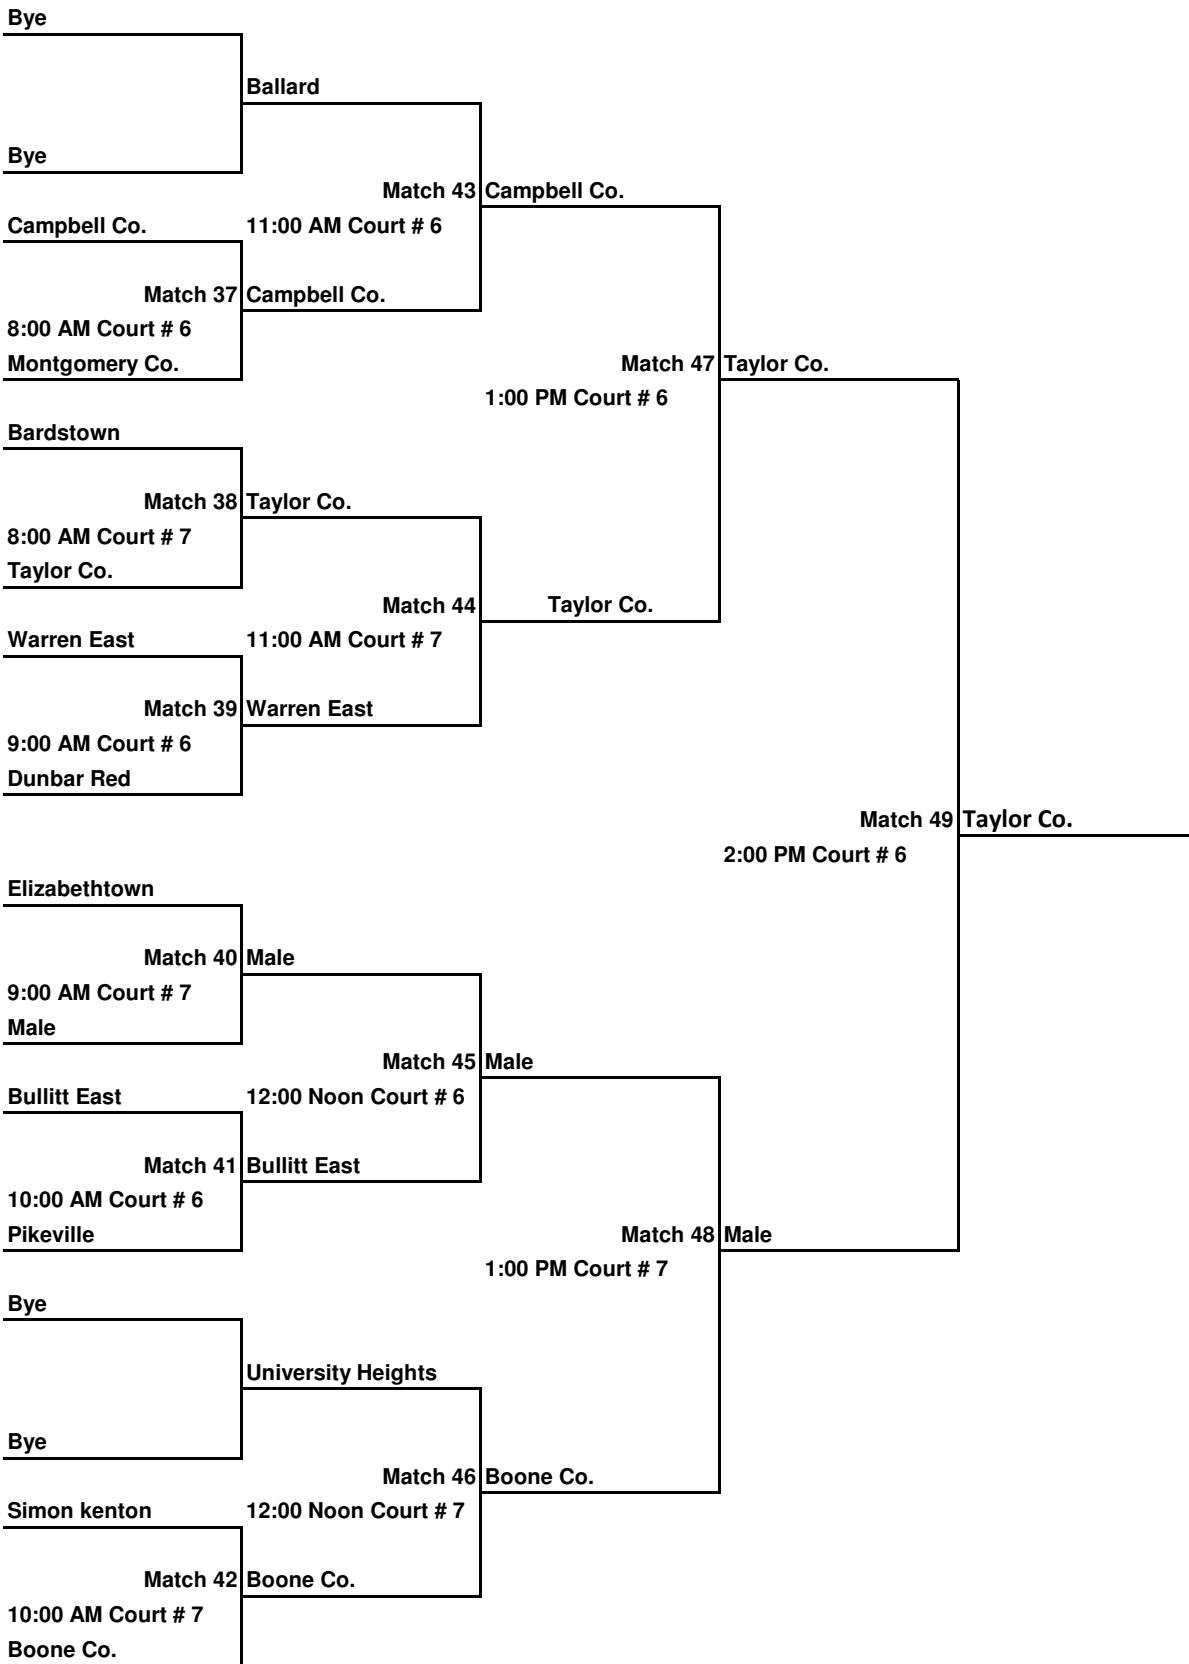 Bye
Ballard
Bye
Match 43 Campbell Co.
Campbell Co. 11:00 AM Court # 6
Match 37 Campbell Co.
8:00 AM Court # 6
Montgomery Co.
Match 47 Taylor Co.
1:00 PM Court # 6
Bardstown
Match 38 Taylor Co.
8:00 AM Court # 7
Taylor Co.
Match 44 Taylor Co.
Warren East 11:00 AM Court # 7
Match 39 Warren East
9:00 AM Court # 6
Dunbar Red
Match 49 Taylor Co.
2:00 PM Court # 6
Elizabethtown
Match 40 Male
9:00 AM Court # 7
Male
Match 45 Male
Bullitt East 12:00 Noon Court # 6
Match 41 Bullitt East
10:00 AM Court # 6
Pikeville
Match 48 Male
1:00 PM Court # 7
Bye
University Heights
Bye
Match 46 Boone Co.
Simon kenton 12:00 Noon Court # 7
Match 42 Boone Co.
10:00 AM Court # 7
Boone Co.